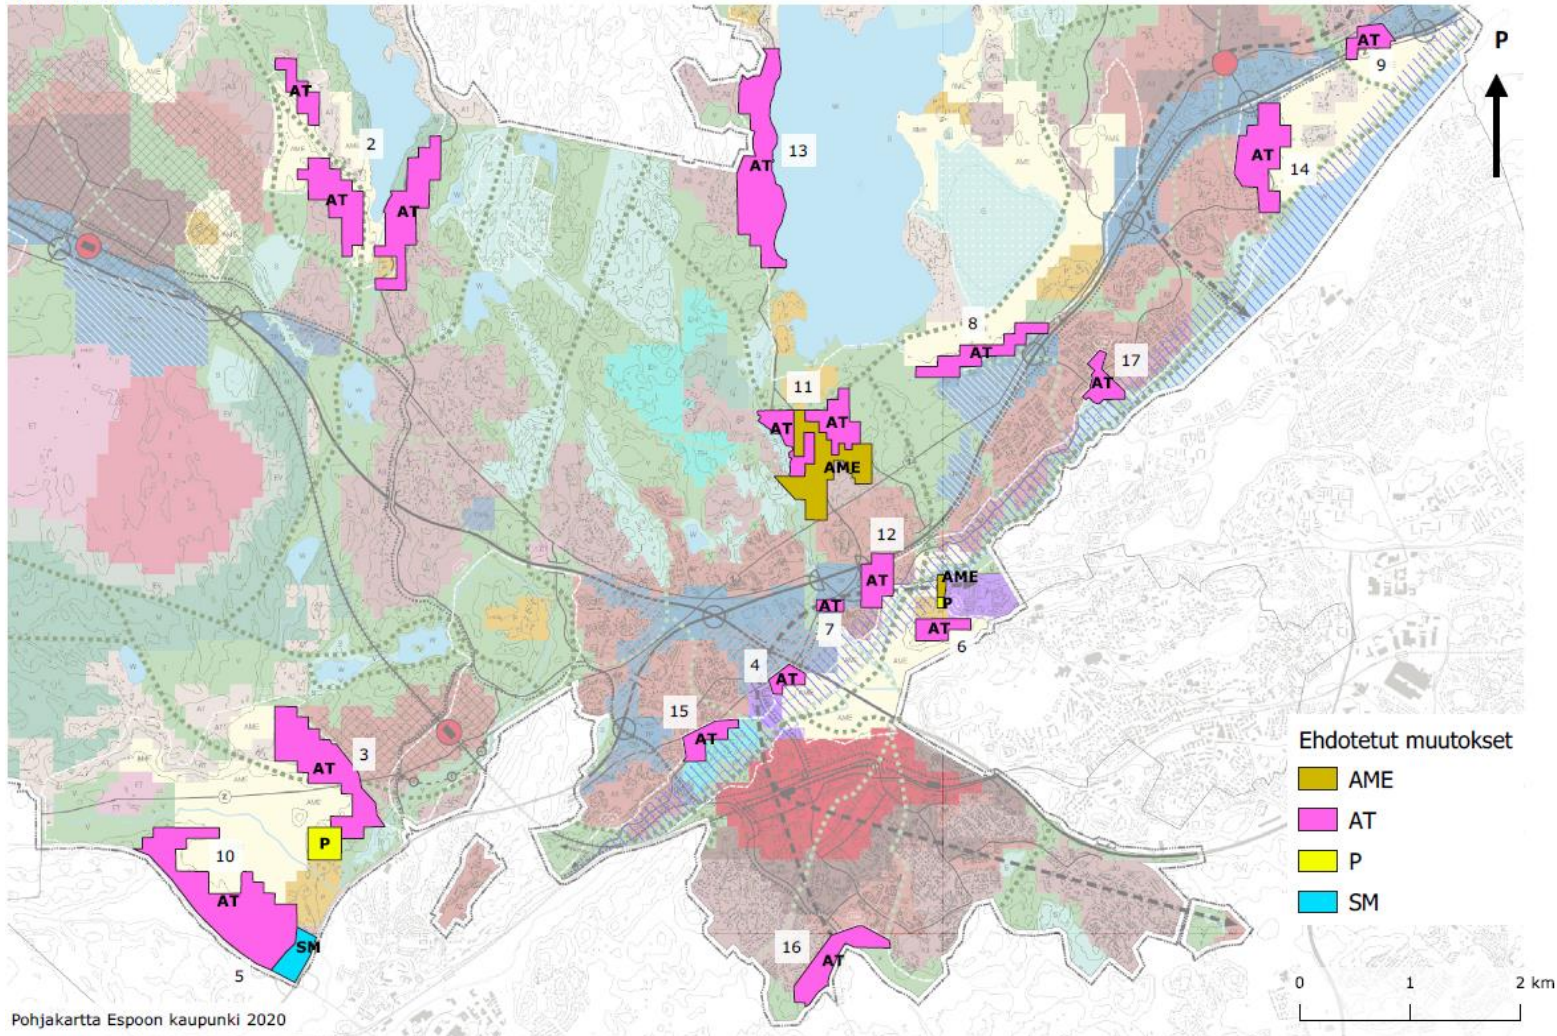 P
AT
9
AT
2
13
AT
14
AT
AT
AT
8
AT
17
AT
11
AT
AT
AME
12
AT
AME
P
AT
7
AT
6
4
AT
15
AT
3
AT
P
10
AT
SM
5
16
AT
Ehdotetut muutokset
AME
AT
P
SM
0 1 2 km
Pohjakartta Espoon kaupunki 2020